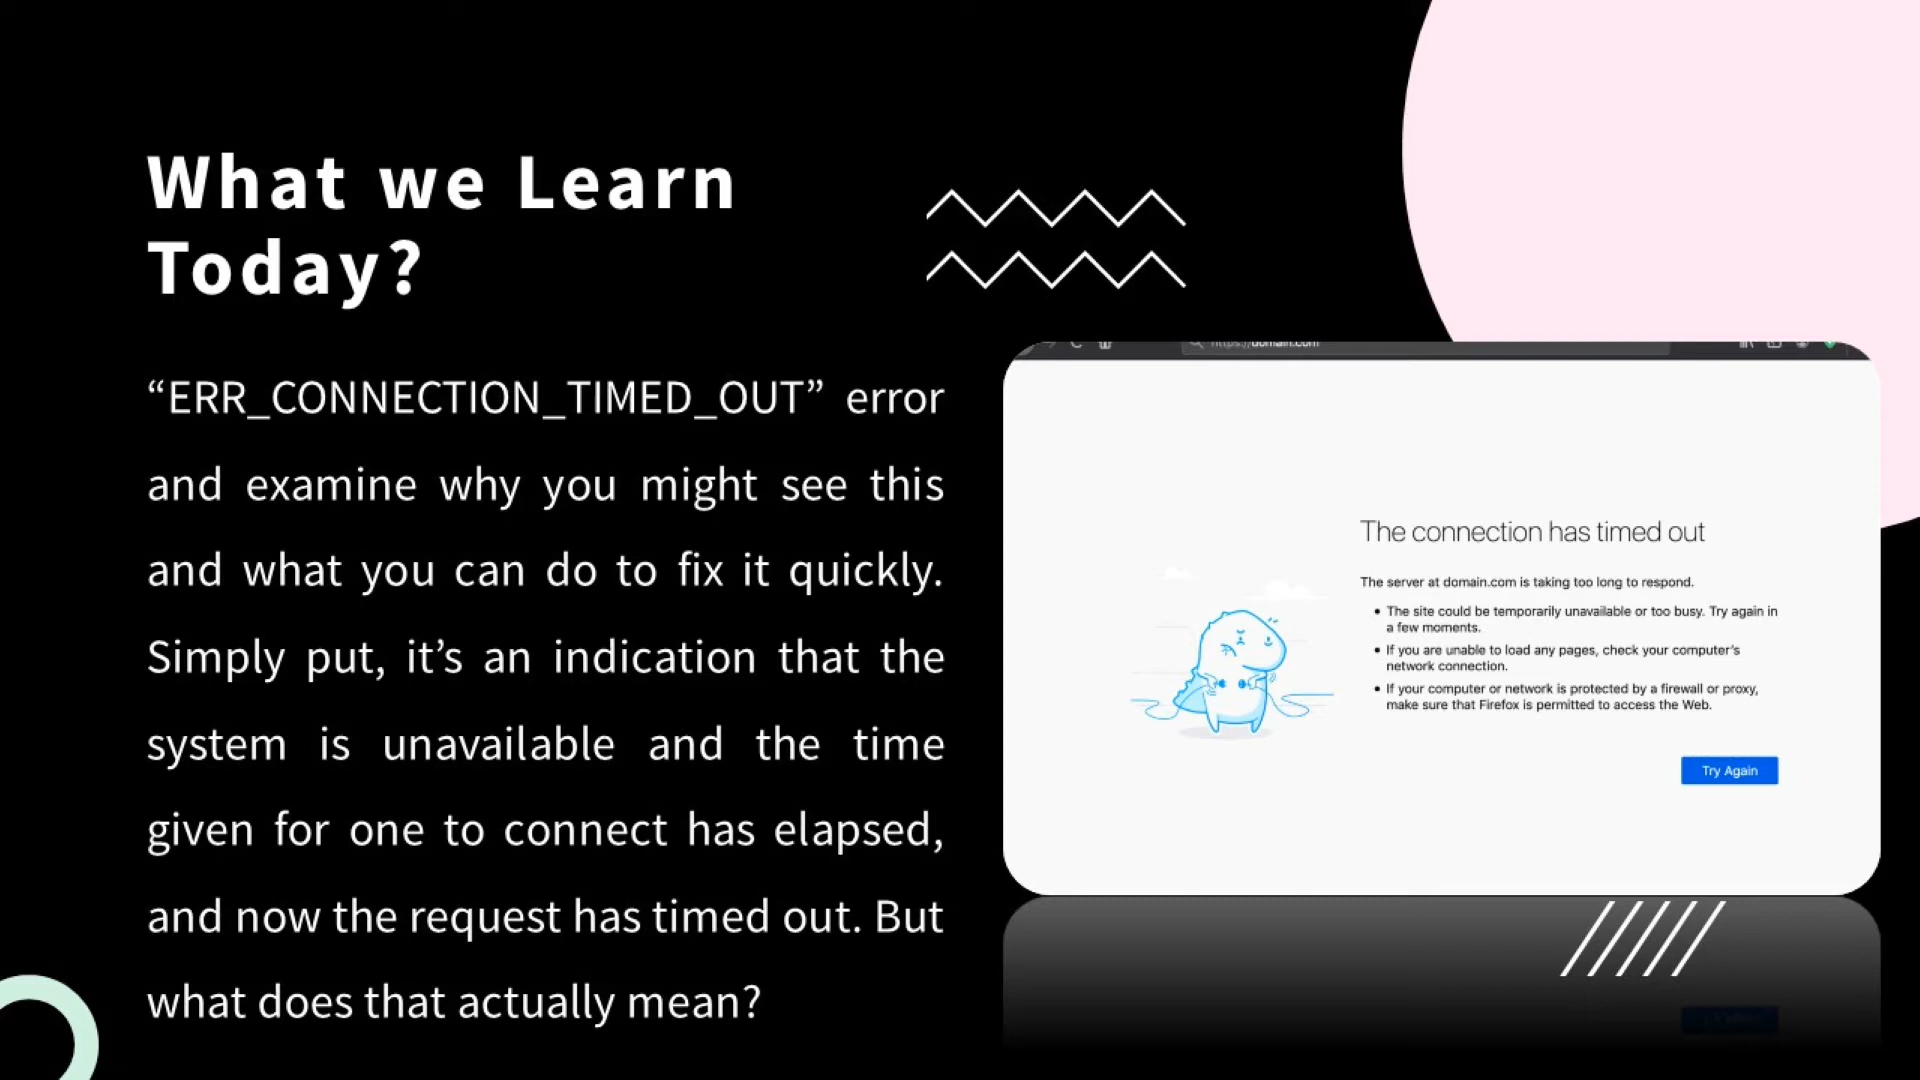 What we Learn
Today?
“ERR_CONNECTION_TIMED_OUT” error
and examine why you might see this
and what you can do to fix it quickly.
Simply put, it’s an indication that the
system is unavailable and the time
given for one to connect has elapsed,
and now the request has timed out. But
what does that actually mean?
https://domain.com
The connection has timed out
The server at domain.com is taking too long to respond.
• The site could be temporarily unavailable or too busy. Try again in
a few moments.
• If you are unable to load any pages, check your computer’s
network connection.
• If your computer or network is protected by a firewall or proxy,
make sure that Firefox is permitted to access the Web.
Try Again